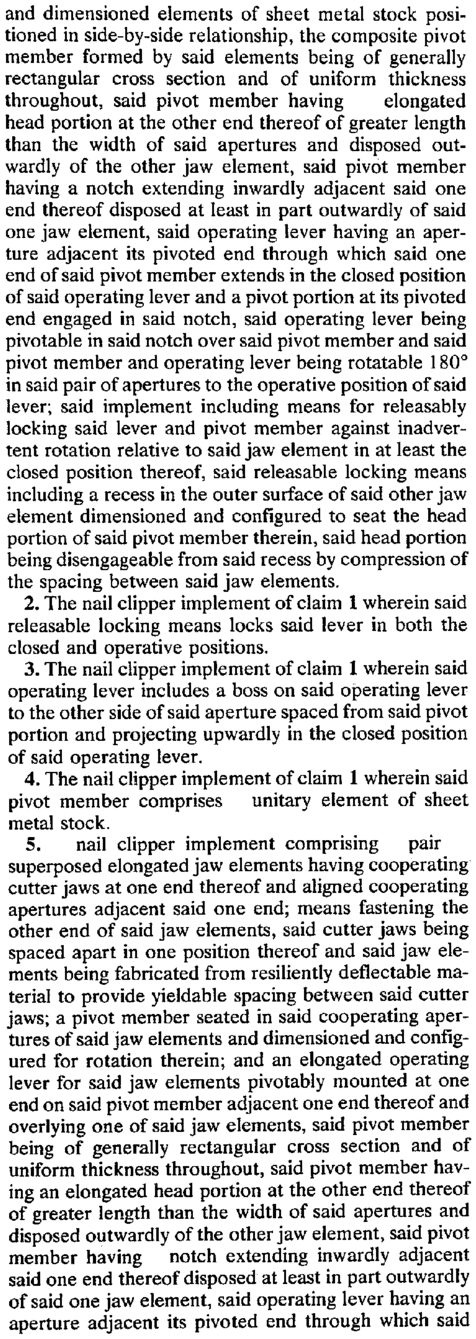 and dimensioned elements of sheet metal stock posi-
tioned in side-by-side relationship, the composite pivot
member formed by said elements being of generally
rectangular cross section and of uniform thickness
throughout, said pivot member having elongated
head portion at the other end thereof of greater length
than the width of said apertures and disposed out-
wardly of the other jaw element, said pivot member
having a notch extending inwardly adjacent said one
end thereof disposed at least in part outwardly of said
one jaw element, said operating lever having an aper-
ture adjacent its pivoted end through which said one
end of said pivot member extends in the closed position
of said operating lever and a pivot portion at its pivoted
end engaged in said notch, said operating lever being
pivotable in said notch over said pivot member and said
pivot member and operating lever being rotatable 180°
in said pair of apertures to the operative position of said
lever; said implement including means for releasably
locking said lever and pivot member against inadver-
tent rotation relative to said jaw element in at least the
closed position thereof, said releasable locking means
including a recess in the outer surface of said other jaw
element dimensioned and configured to seat the head
portion of said pivot member therein, said head portion
being disengageable from said recess by compression of
the spacing between said jaw elements.
2. The nail clipper implement of claim 1 wherein said
releasable locking means locks said lever in both the
closed and operative positions.
3. The nail clipper implement of claim 1 wherein said
operating lever includes a boss on said operating lever
to the other side of said aperture spaced from said pivot
portion and projecting upwardly in the closed position
of said operating lever.
4. The nail clipper implement of claim 1 wherein said
pivot member comprises unitary element of sheet
metal stock.
5. nail clipper implement comprising pair
superposed elongated jaw elements having cooperating
cutter jaws at one end thereof and aligned cooperating
apertures adjacent said one end; means fastening the
other end of said jaw elements, said cutter jaws being
spaced apart in one position thereof and said jaw ele-
ments being fabricated from resiliently deflectable ma-
terial to provide yieldable spacing between said cutter
jaws; a pivot member seated in said cooperating aper-
tures of said jaw elements and dimensioned and config-
ured for rotation therein; and an elongated operating
lever for said jaw elements pivotably mounted at one
end on said pivot member adjacent one end thereof and
overlying one of said jaw elements, said pivot member
being of generally rectangular cross section and of
uniform thickness throughout, said pivot member hav-
ing an elongated head portion at the other end thereof
of greater length than the width of said apertures and
disposed outwardly of the other jaw element, said pivot
member having notch extending inwardly adjacent
said one end thereof disposed at least in part outwardly
of said one jaw element, said operating lever having an
aperture adjacent its pivoted end through which said